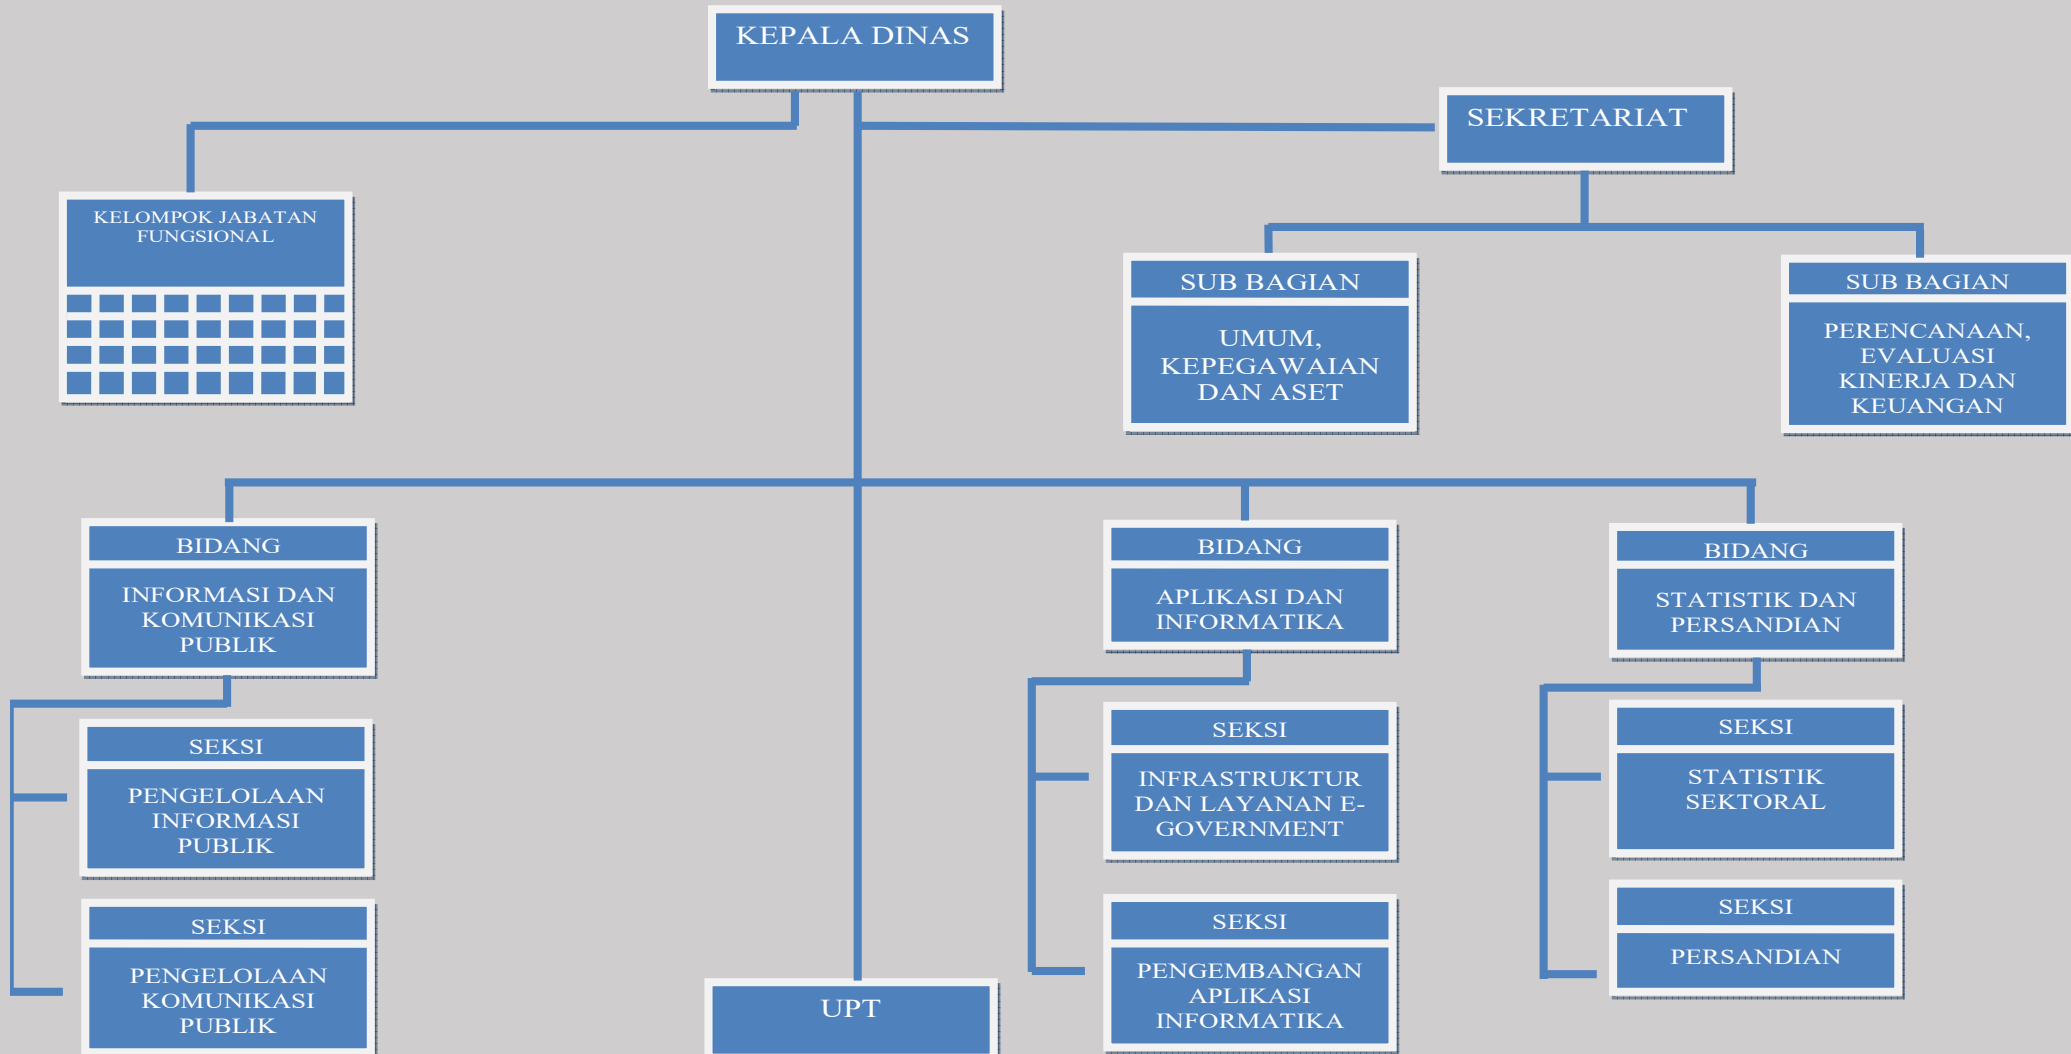 KEPALA DINAS
SEKRETARIAT
KELOMPOK JABATAN
FUNGSIONAL
SUB BAGIAN
UMUM,
KEPEGAWAIAN
DAN ASET
SUB BAGIAN
PERENCANAAN,
EVALUASI
KINERJA DAN
KEUANGAN
BIDANG
INFORMASI DAN
KOMUNIKASI
PUBLIK
BIDANG
APLIKASI DAN
INFORMATIKA
BIDANG
STATISTIK DAN
PERSANDIAN
SEKSI
PENGELOLAAN
INFORMASI
PUBLIK
SEKSI
INFRASTRUKTUR
DAN LAYANAN E-
GOVERNMENT
SEKSI
STATISTIK
SEKTORAL
SEKSI
PENGELOLAAN
KOMUNIKASI
PUBLIK
UPT
SEKSI
PENGEMBANGAN
APLIKASI
INFORMATIKA
SEKSI
PERSANDIAN